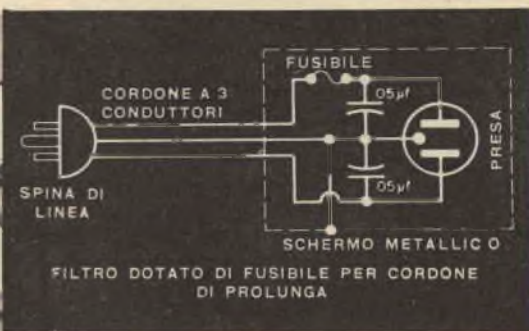 FUSIBILE
CORDONE A 3
CONDUTTORI
05µf
PRESA
05µf
SPINA DI
LINEA
SCHERMO METALLICO
FILTRO DOTATO DI FUSIBILE PER CORDONE
DI PROLUNGA